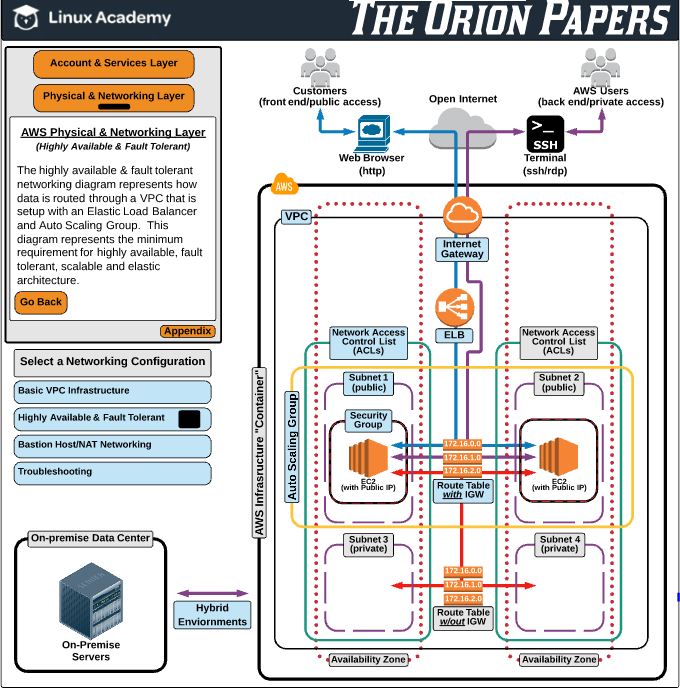 Linux Academy
THE ORION PAPERS
Account & Services Layer
Physical & Networking Layer
AWS Physical & Networking Layer
(Highly Available & Fault Tolerant)
The highly available & fault tolerant
networking diagram represents how
data is routed through a VPC that is
setup with an Elastic Load Balancer
and Auto Scaling Group. This
diagram represents the minimum
requirement for highly available, fault
tolerant, scalable and elastic
architecture.
Go Back
Appendix
Select a Networking Configuration
Basic VPC Infrastructure
Highly Available & Fault Tolerant
Bastion Host/NAT Networking
Troubleshooting
On-premise Data Center
On-Premise
Servers
Hybrid
Enviornments
Customers
(front end/public access)
Open Internet
AWS Users
(back end/private access)
Web Browser
(http)
>_
SSH
Terminal
(ssh/rdp)
AWS
VPC
Internet
Gateway
ELB
Network Access
Control List
(ACLs)
Network Access
Control List
(ACLs)
AWS Infrasructure "Container"
Auto Scaling Group
Subnet 1
(public)
Subnet 2
(public)
Security
Group
EC2
(with Public IP)
172.16.0.0
172.16.1.0
172.16.2.0
Route Table
with IGW
EC2
(with Public IP)
Subnet 3
(private)
Subnet 4
(private)
172.16.0.0
172.16.1.0
172.16.2.0
Route Table
w/out IGW
Availability Zone
Availability Zone